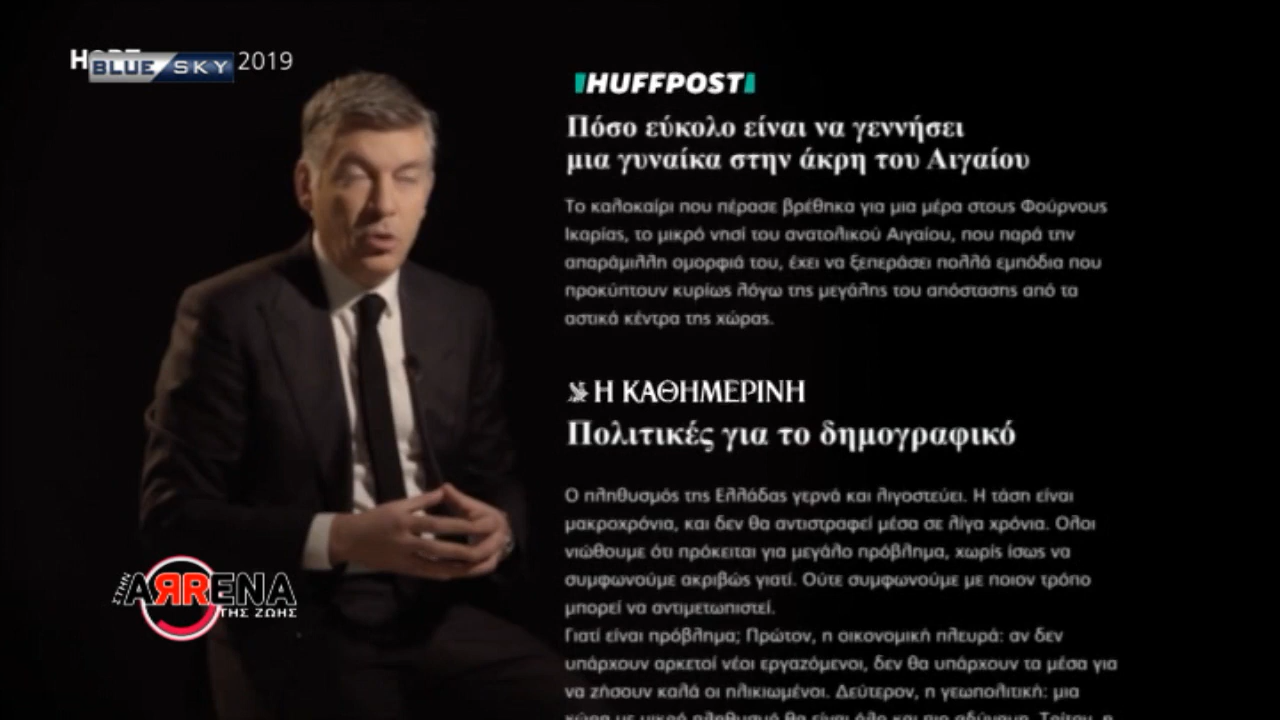 BLUE SKY 2019
HUFFPOST
Πόσο εύκολο είναι να γεννήσει
μια γυναίκα στην άκρη του Αιγαίου
Το καλοκαίρι που πέρασε βρέθηκα για μια μέρα στους Φούρνους
Ικαρίας, το μικρό νησί του ανατολικού Αιγαίου, που παρά την
απαράμιλλη ομορφιά του, έχει να ξεπεράσει πολλά εμπόδια που
προκύπτουν κυρίως λόγω της μεγάλης του απόστασης από τα
αστικά κέντρα της χώρας.
Η ΚΑΘΗΜΕΡΙΝΗ
Πολιτικές για το δημογραφικό
Ο πληθυσμός της Ελλάδας γερνά και λιγοστεύει. Η τάση είναι
μακροχρόνια, και δεν θα αντιστραφεί μέσα σε λίγα χρόνια. Ολοι
νιώθουμε ότι πρόκειται για μεγάλο πρόβλημα, χωρίς ίσως να
συμφωνούμε ακριβώς γιατί. Ούτε συμφωνούμε με ποιον τρόπο
μπορεί να αντιμετωπιστεί.
Γιατί είναι πρόβλημα; Πρώτον, η οικονομική πλευρά: αν δεν
υπάρχουν αρκετοί νέοι εργαζόμενοι, δεν θα υπάρχουν τα μέσα για
να ζήσουν καλά οι ηλικιωμένοι. Δεύτερον, η γεωπολιτική: μια
ΣΤΗΝ ΑΡΡΕΝΑ
ΤΗΣ ΖΩΗΣ